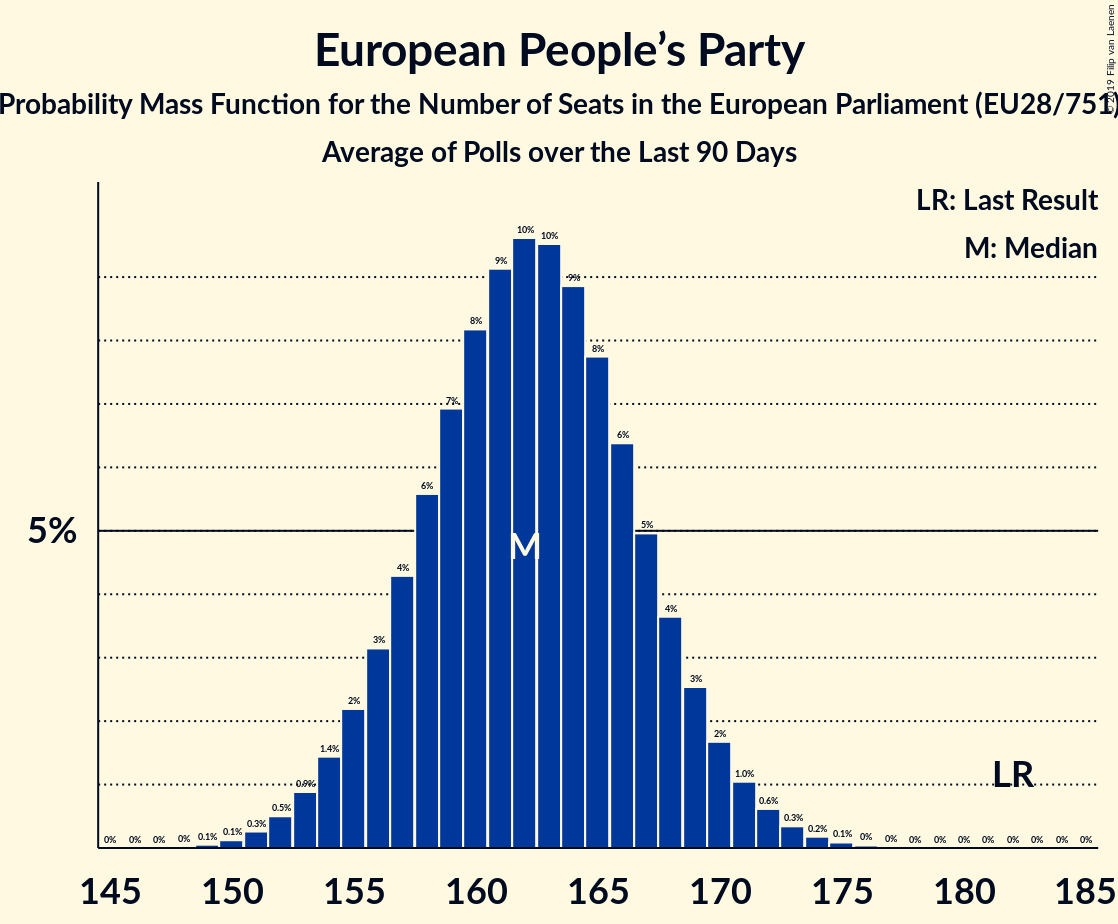 European People’s Party
Probability Mass Function for the Number of Seats in the European Parliament (EU28/751)
Average of Polls over the Last 90 Days
© 2019 Filip van Laenen
LR: Last Result
M: Median
5%
0% 0% 0% 0% 0.1% 0.1% 0.3% 0.5% 0.9% 1.4% 2% 3% 4% 6% 7% 8% 9% 10% 10% 9% 8% 6% 5% 4% 3% 2% 1.0% 0.6% 0.3% 0.2% 0.1% 0% 0% 0% 0% 0% 0% 0% 0% 0% 0%
M
LR
145 150 155 160 165 170 175 180 185